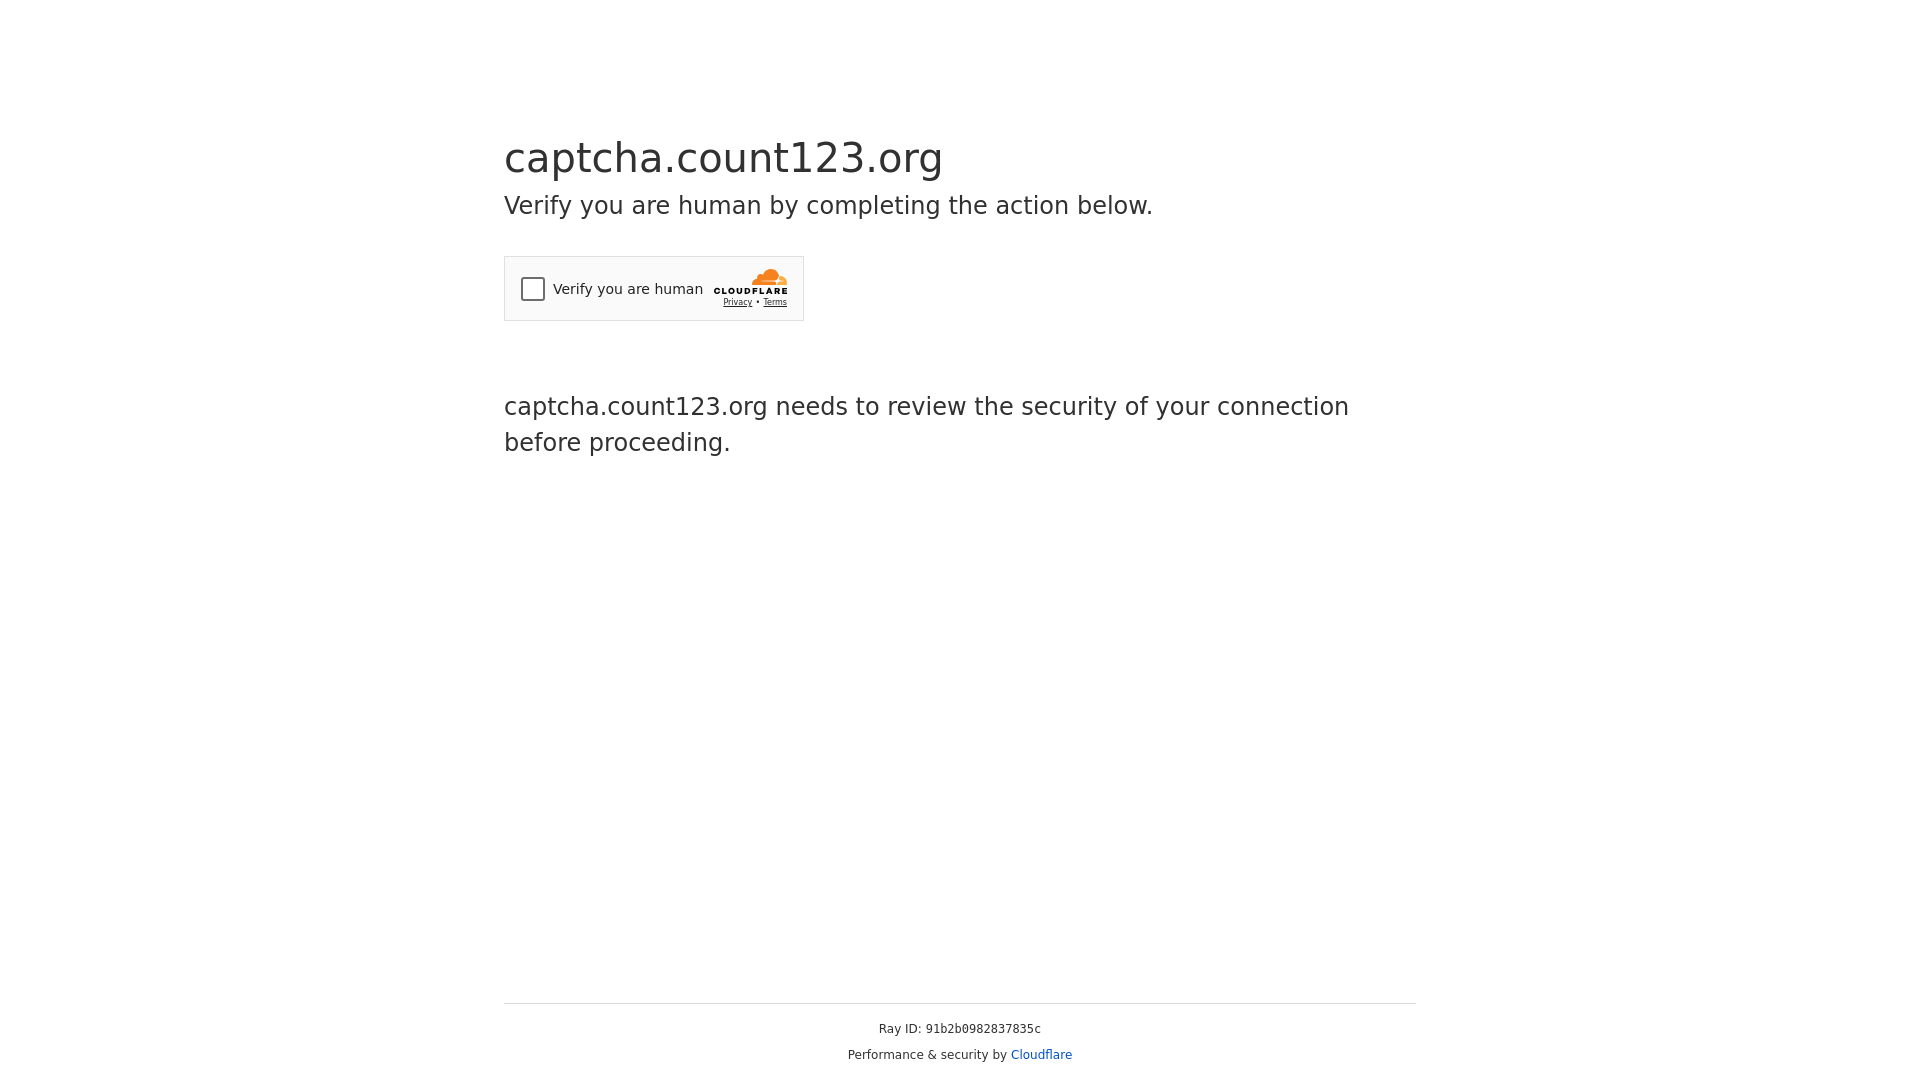 captcha.count123.org
Verify you are human by completing the action below.
Verify you are human
CLOUDFLARE
Privacy • Terms
captcha.count123.org needs to review the security of your connection
before proceeding.
Ray ID: 91b2b0982837835c
Performance & security by Cloudflare